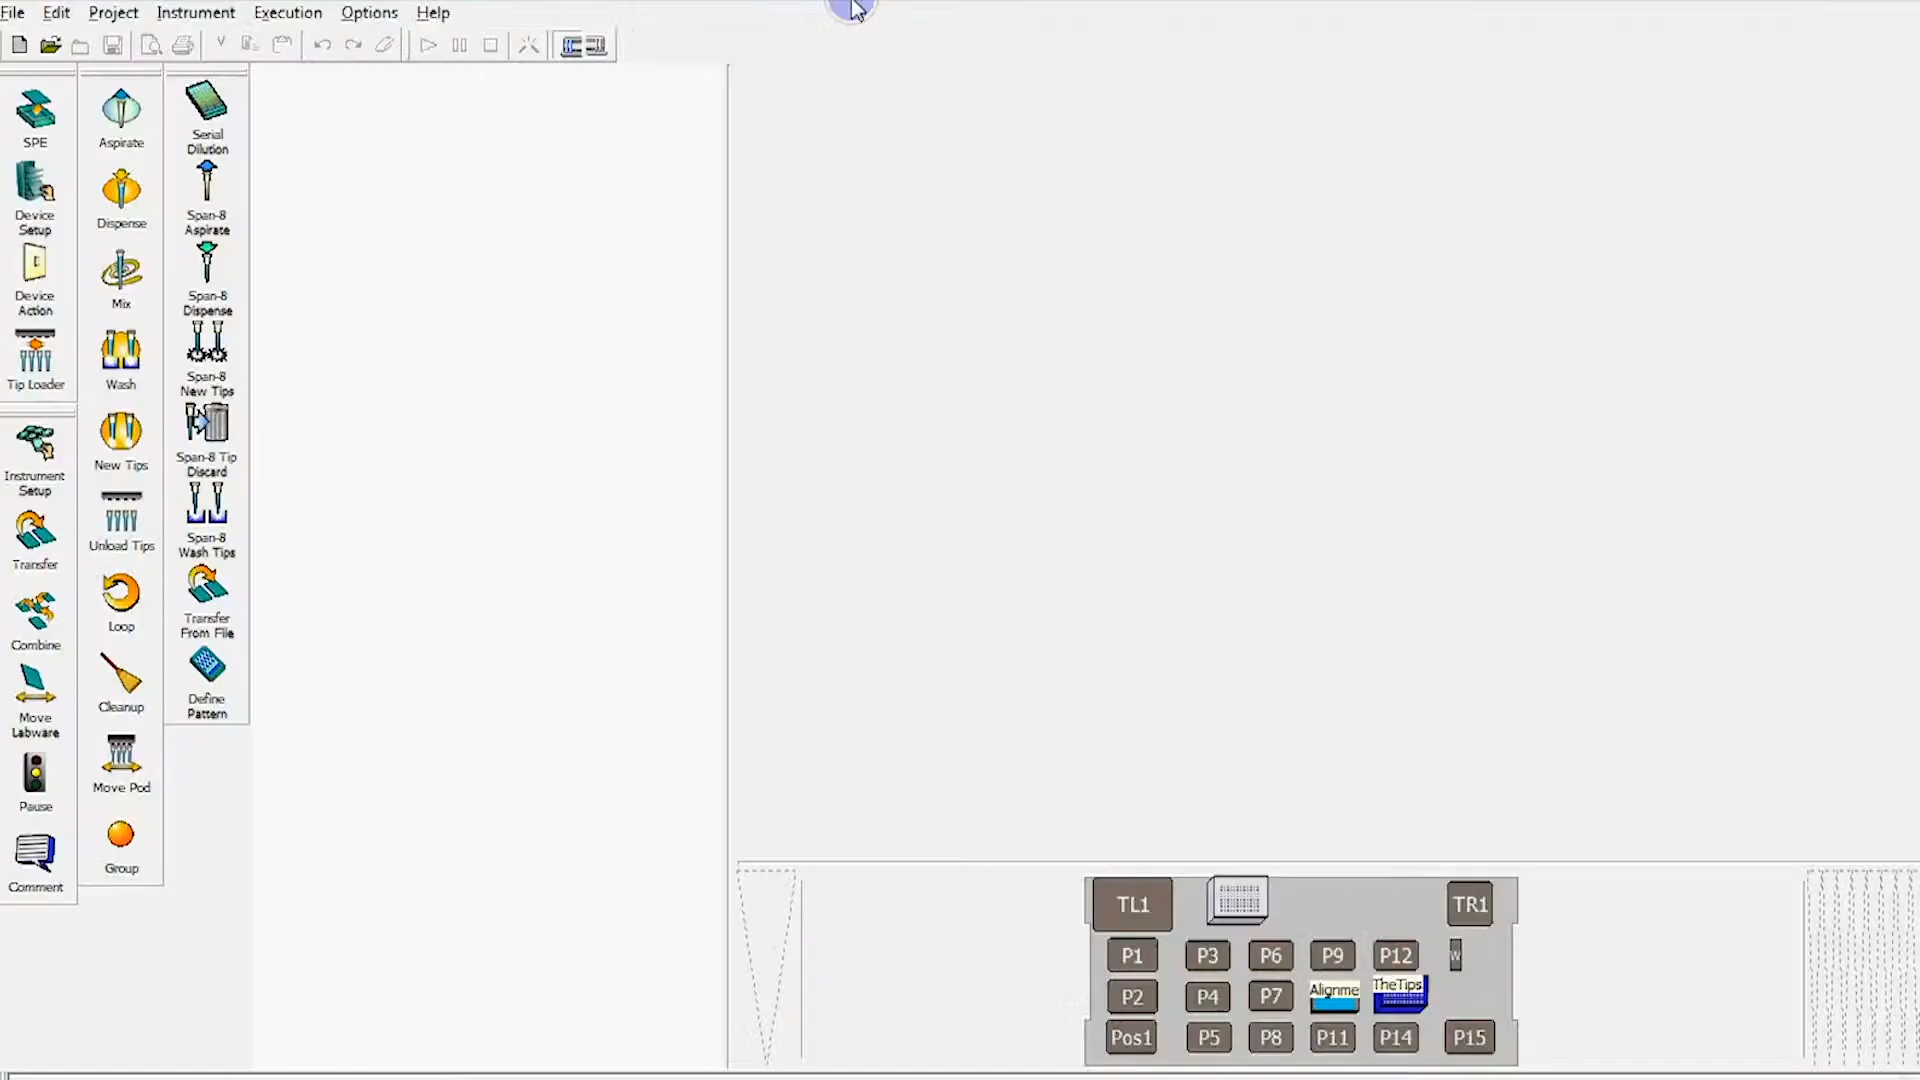 File Edit Project Instrument Execution Options Help
SPE
Device
Setup
Device
Action
Tip Loader
Instrument
Setup
Transfer
Combine
Move
Labware
Pause
Comment
Aspirate
Dispense
Mix
Wash
New Tips
Unload Tips
Loop
Cleanup
Move Pod
Group
Serial
Dilution
Span-8
Aspirate
Span-8
Dispense
Span-8
New Tips
Span-8 Tip
Discard
Span-8
Wash Tips
Transfer
From File
Define
Pattern
TL1 TR1
P1 P3 P6 P9 P12 W
P2 P4 P7 Alignme TheTips
Pos1 P5 P8 P11 P14 P15